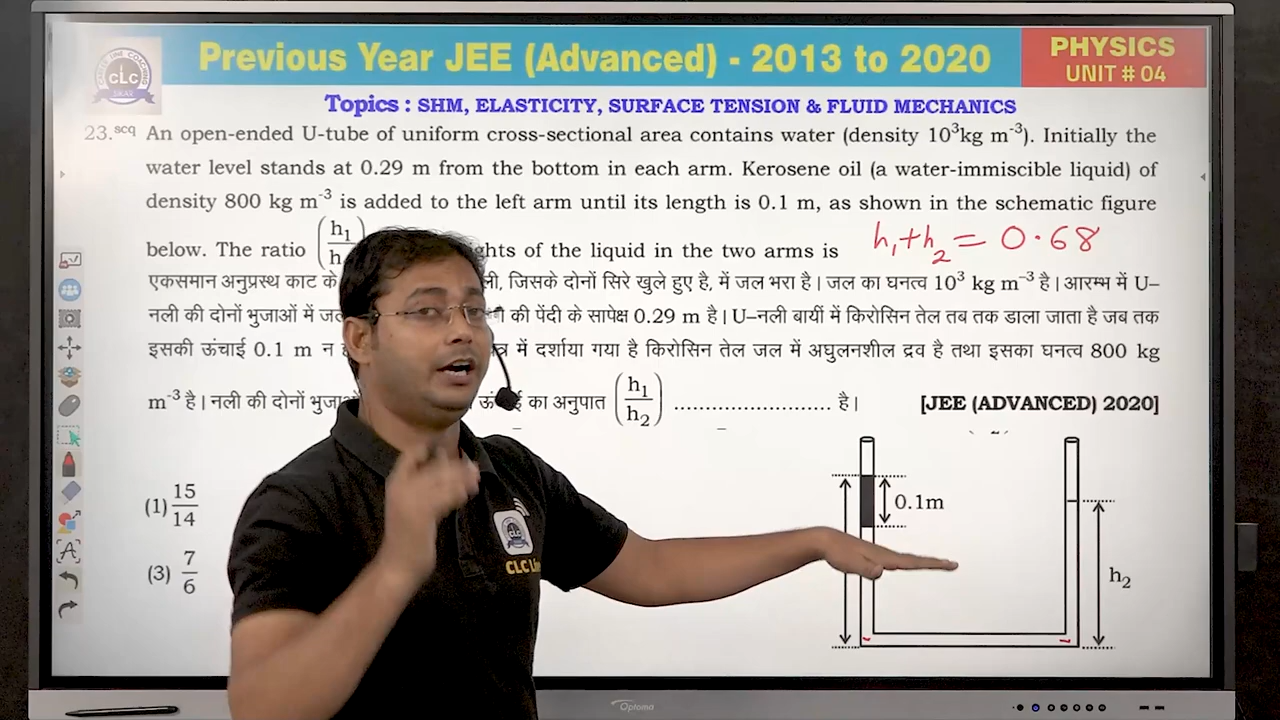 Previous Year JEE (Advanced) - 2013 to 2020
PHYSICS
UNIT # 04
CLC
SIKAR
Topics : SHM, ELASTICITY, SURFACE TENSION & FLUID MECHANICS
23.scq An open-ended U-tube of uniform cross-sectional area contains water (density 10³kg m⁻³). Initially the
water level stands at 0.29 m from the bottom in each arm. Kerosene oil (a water-immiscible liquid) of
density 800 kg m⁻³ is added to the left arm until its length is 0.1 m, as shown in the schematic figure
below. The ratio (h₁/h of the liquid in the two arms is
h₁+h₂ = 0.68
एकसमान अनुप्रस्थ काट के जिसके दोनों सिरे खुले हुए है, में जल भरा है। जल का घनत्व 10³ kg m⁻³ है। आरम्भ में U–
नली की दोनों भुजाओं में की पेंदी के सापेक्ष 0.29 m है। U–नली बायीं में किरोसिन तेल तब तक डाला जाता है जब तक
इसकी ऊंचाई 0.1 m न में दर्शाया गया है किरोसिन तेल जल में अघुलनशील द्रव है तथा इसका घनत्व 800 kg
m⁻³ है। नली की दोनों का अनुपात (h₁/h₂) .......................... है।
[JEE (ADVANCED) 2020]
(1) 15/14
(3) 7/6
0.1m
h₂
CLC
CLC
Optoma